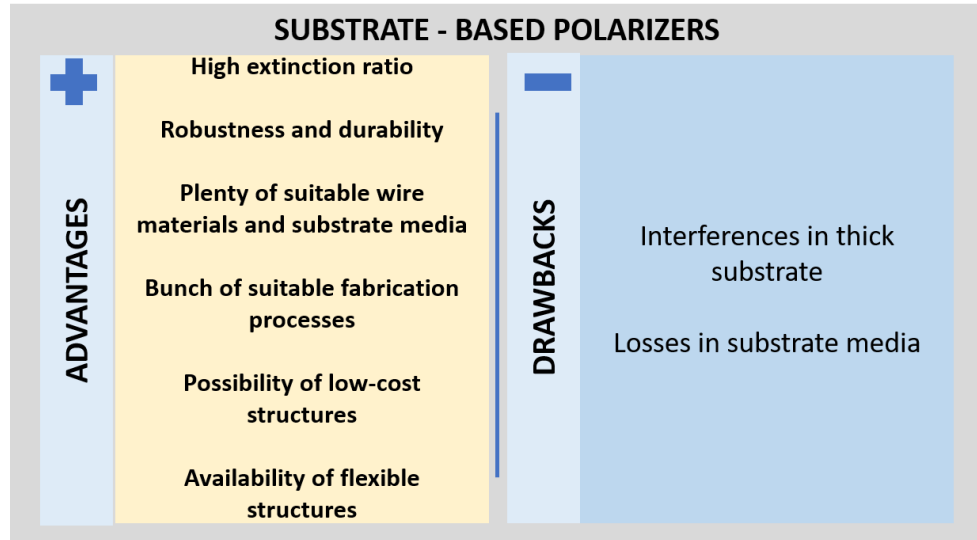 SUBSTRATE - BASED POLARIZERS
ADVANTAGES
High extinction ratio
Robustness and durability
Plenty of suitable wire
materials and substrate media
Bunch of suitable fabrication
processes
Possibility of low-cost
structures
Availability of flexible
structures
DRAWBACKS
Interferences in thick
substrate
Losses in substrate media